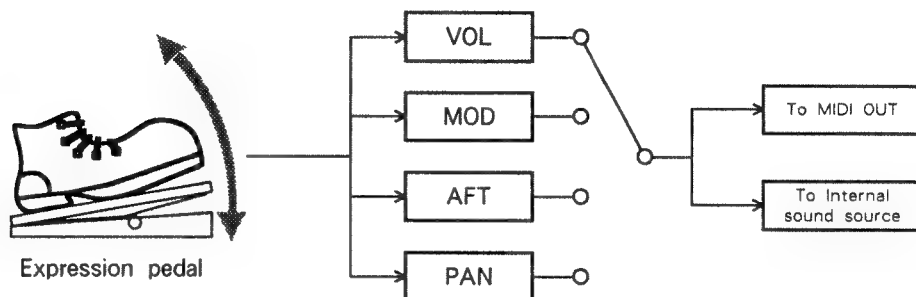 VOL
MOD
AFT
PAN
To MIDI OUT
To Internal
sound source
Expression pedal